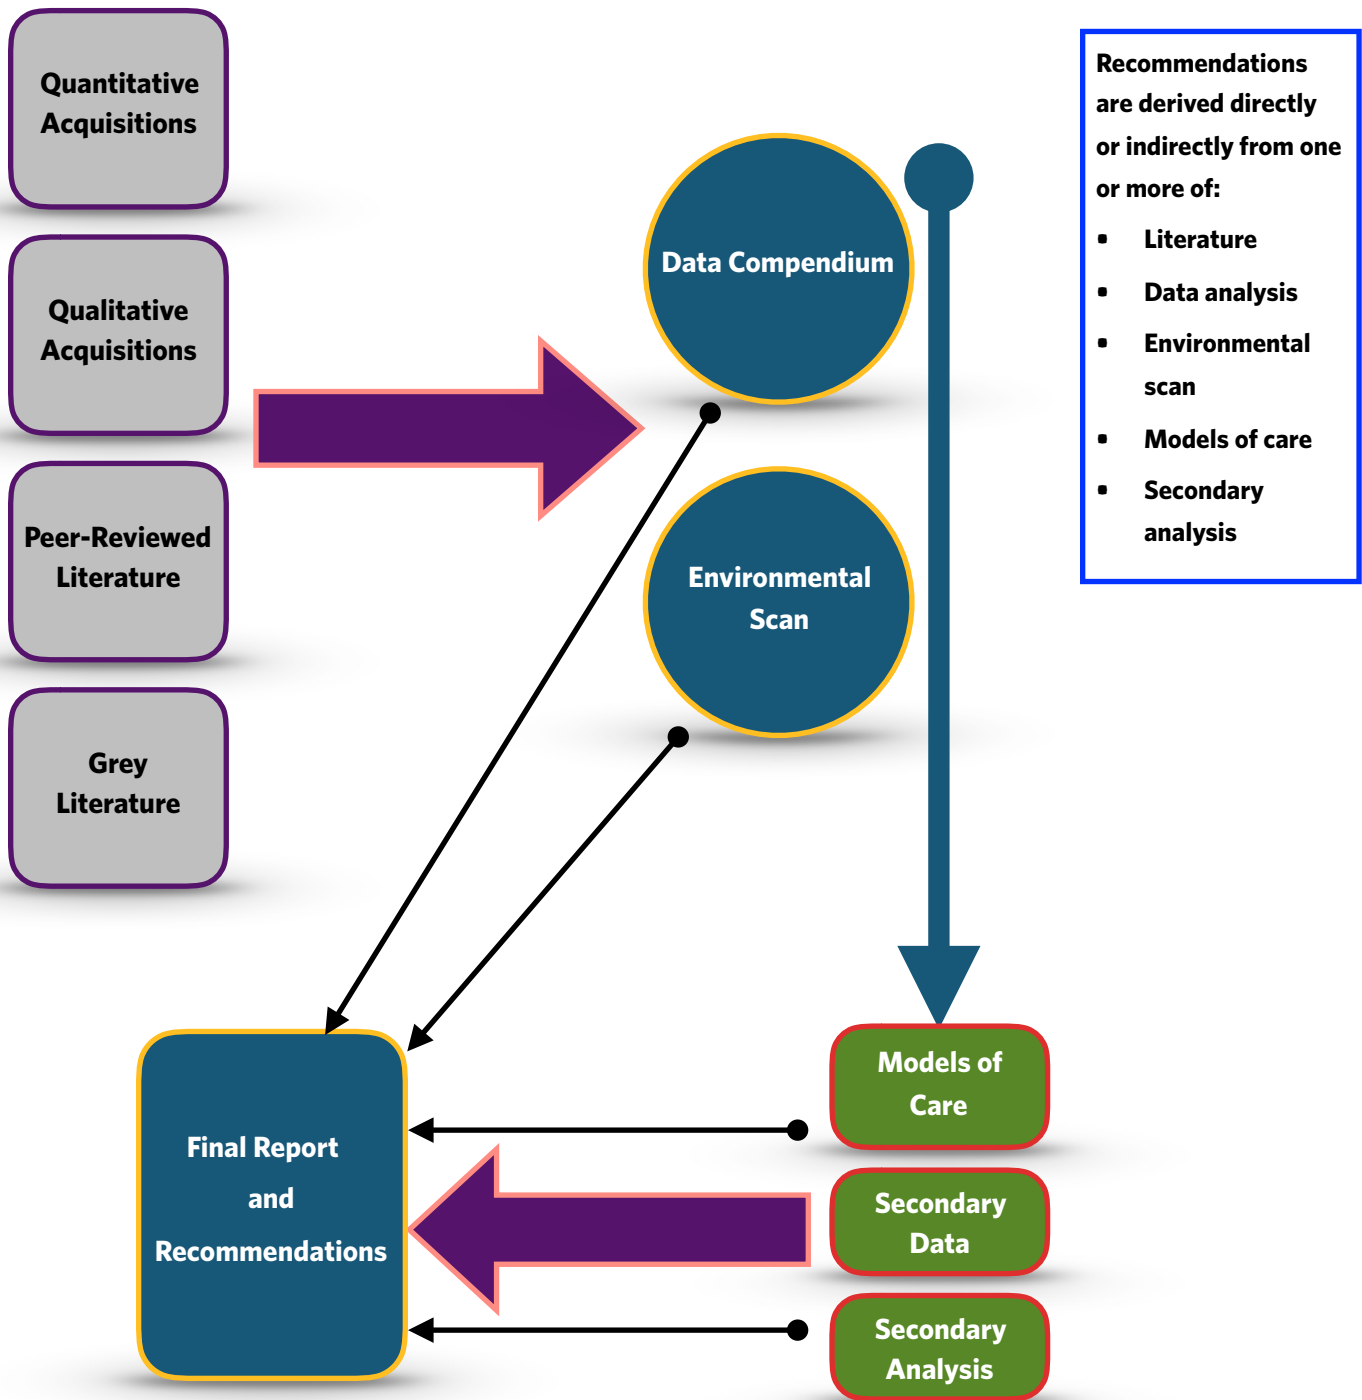 Quantitative
Acquisitions
Qualitative
Acquisitions
Peer-Reviewed
Literature
Grey
Literature
Data Compendium
Environmental
Scan
Recommendations
are derived directly
or indirectly from one
or more of:
▪ Literature
▪ Data analysis
▪ Environmental
scan
▪ Models of care
▪ Secondary
analysis
Final Report
and
Recommendations
Models of
Care
Secondary
Data
Secondary
Analysis